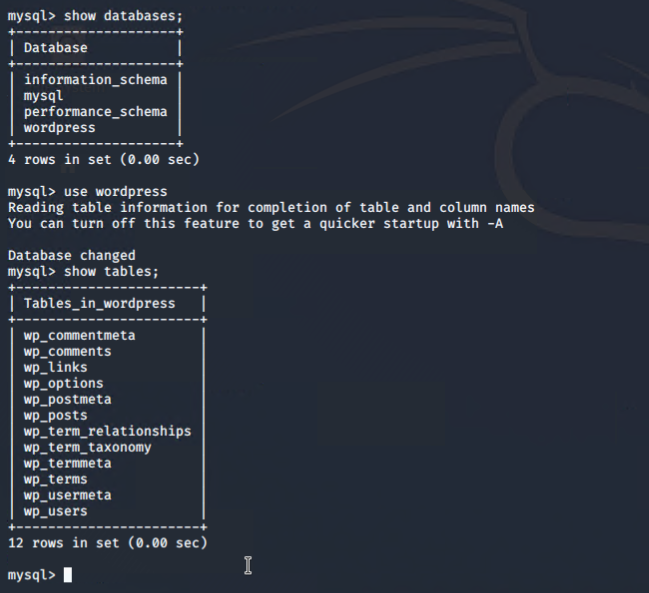 mysql> show databases;
+--------------------+
| Database           |
+--------------------+
| information_schema |
| mysql              |
| performance_schema |
| wordpress          |
+--------------------+
4 rows in set (0.00 sec)
mysql> use wordpress
Reading table information for completion of table and column names
You can turn off this feature to get a quicker startup with -A
Database changed
mysql> show tables;
+-----------------------+
| Tables_in_wordpress   |
+-----------------------+
| wp_commentmeta        |
| wp_comments           |
| wp_links              |
| wp_options            |
| wp_postmeta           |
| wp_posts              |
| wp_term_relationships |
| wp_term_taxonomy      |
| wp_termmeta           |
| wp_terms              |
| wp_usermeta           |
| wp_users              |
+-----------------------+
12 rows in set (0.00 sec)
mysql>